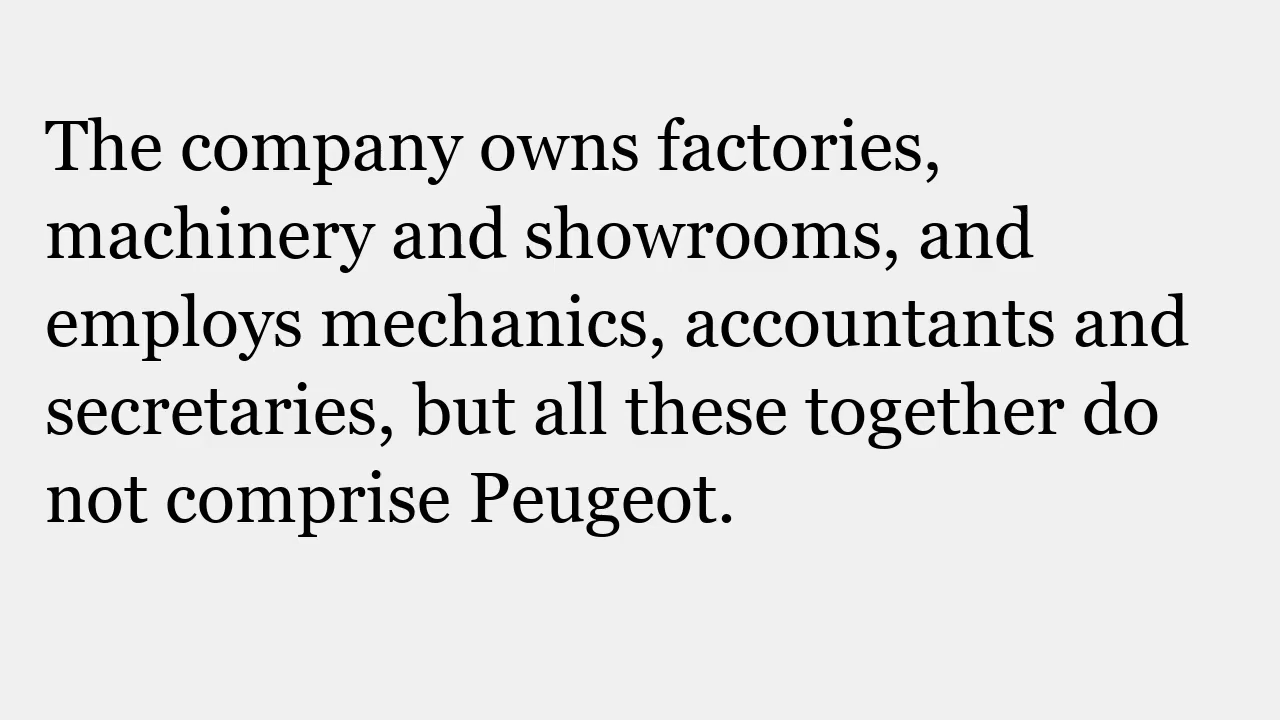 The company owns factories,
machinery and showrooms, and
employs mechanics, accountants and
secretaries, but all these together do
not comprise Peugeot.